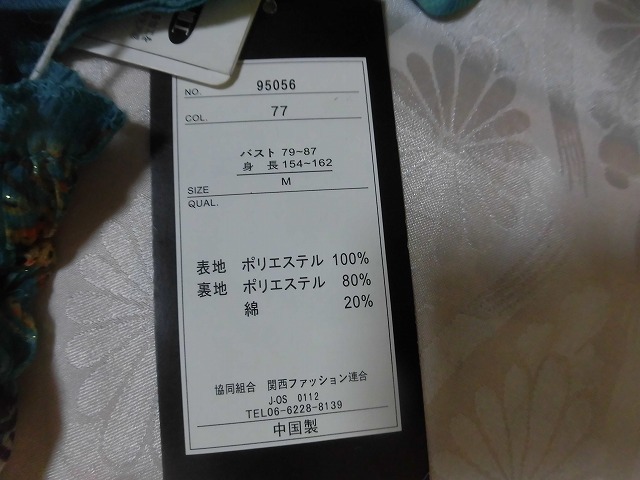 NO. 95056
COL. 77
バスト 79~87
身 長 154~162
SIZE M
QUAL.
表地 ポリエステル 100%
裏地 ポリエステル 80%
綿 20%
協同組合 関西ファッション連合
J-OS 0112
TEL06-6228-8139
中国製